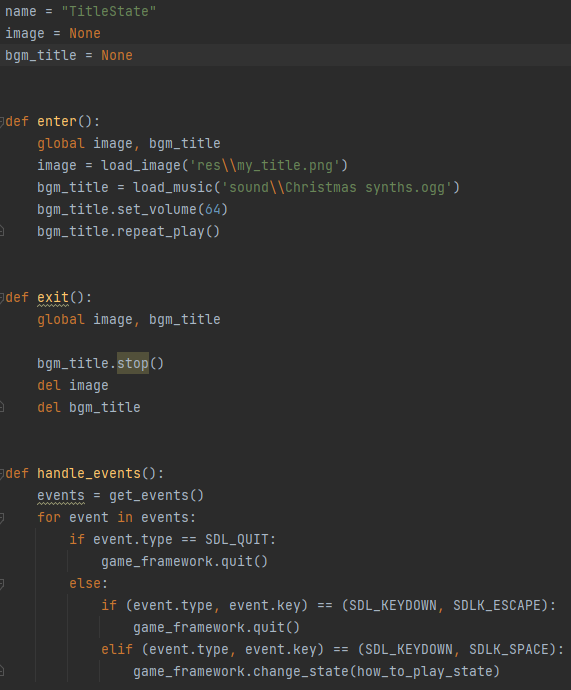 name = "TitleState"
image = None
bgm_title = None
def enter():
    global image, bgm_title
    image = load_image('res\\my_title.png')
    bgm_title = load_music('sound\\Christmas synths.ogg')
    bgm_title.set_volume(64)
    bgm_title.repeat_play()
def exit():
    global image, bgm_title
    bgm_title.stop()
    del image
    del bgm_title
def handle_events():
    events = get_events()
    for event in events:
        if event.type == SDL_QUIT:
            game_framework.quit()
        else:
            if (event.type, event.key) == (SDL_KEYDOWN, SDLK_ESCAPE):
                game_framework.quit()
            elif (event.type, event.key) == (SDL_KEYDOWN, SDLK_SPACE):
                game_framework.change_state(how_to_play_state)